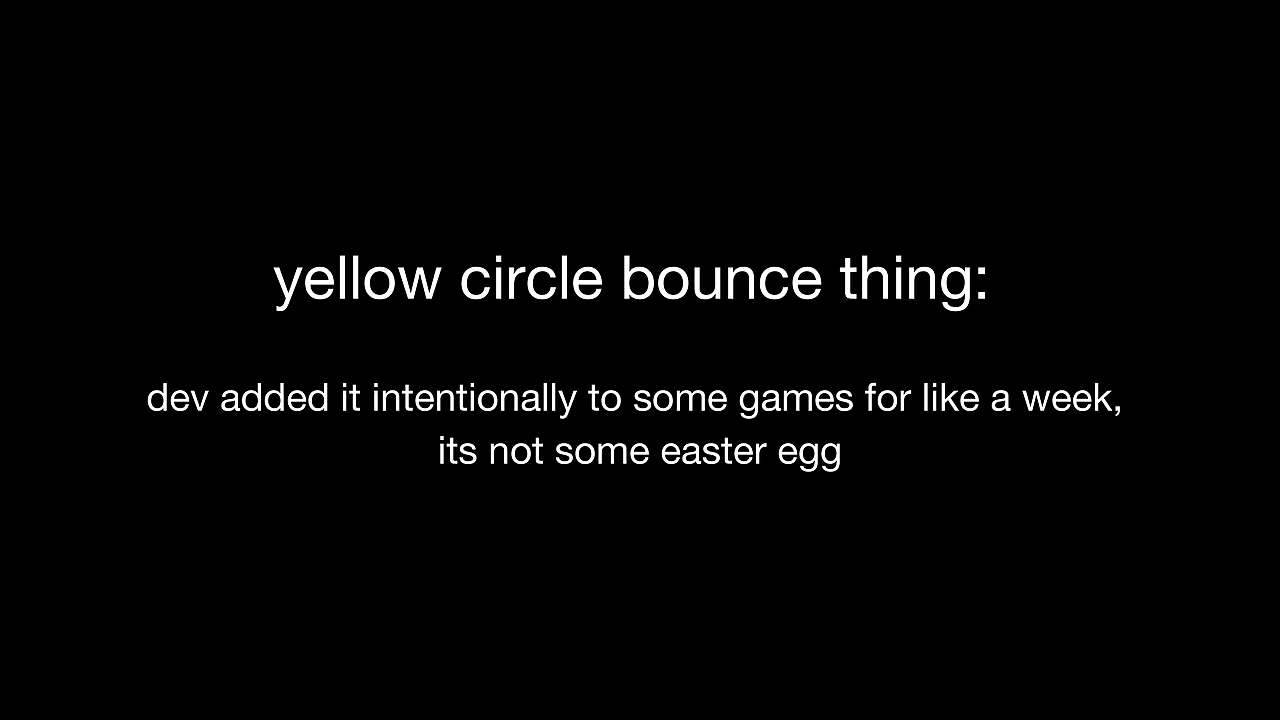 yellow circle bounce thing:
dev added it intentionally to some games for like a week,
its not some easter egg